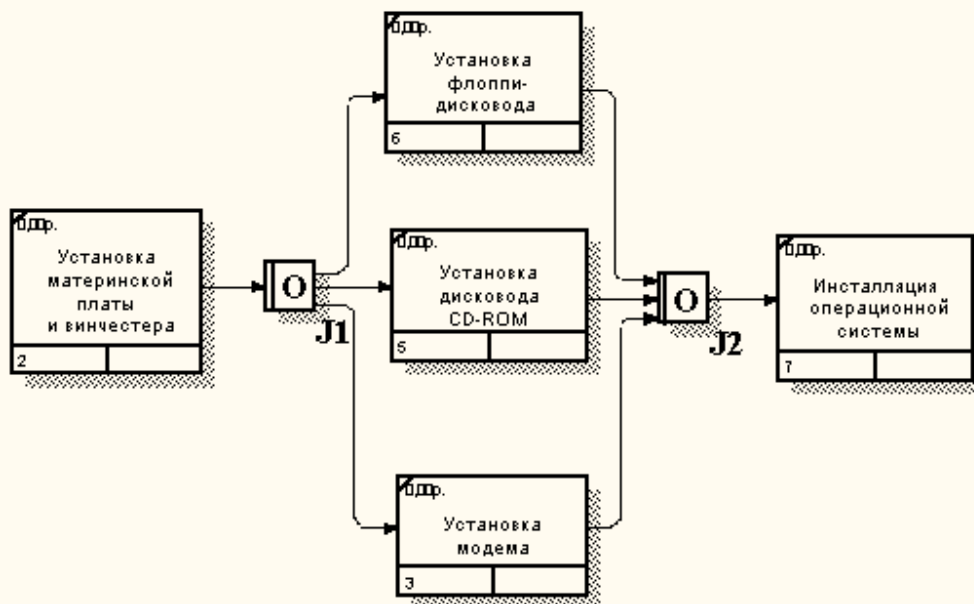 Установка
флоппи-
дисковода
6
Установка
материнской
платы
и винчестера
2
O
J1
Установка
дисковода
CD-ROM
5
O
J2
Инсталляция
операционной
системы
7
Установка
модема
3